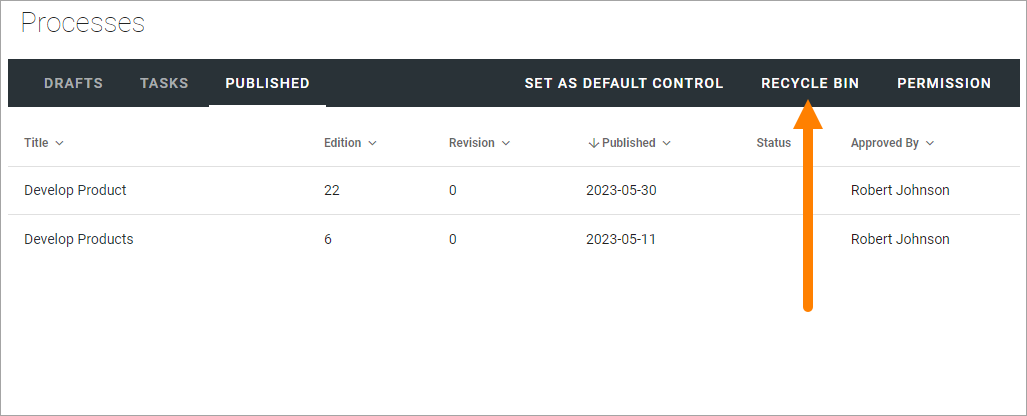 Processes
DRAFTS TASKS PUBLISHED SET AS DEFAULT CONTROL RECYCLE BIN PERMISSION
Title Edition Revision Published Status Approved By
Develop Product 22 0 2023-05-30 Robert Johnson
Develop Products 6 0 2023-05-11 Robert Johnson